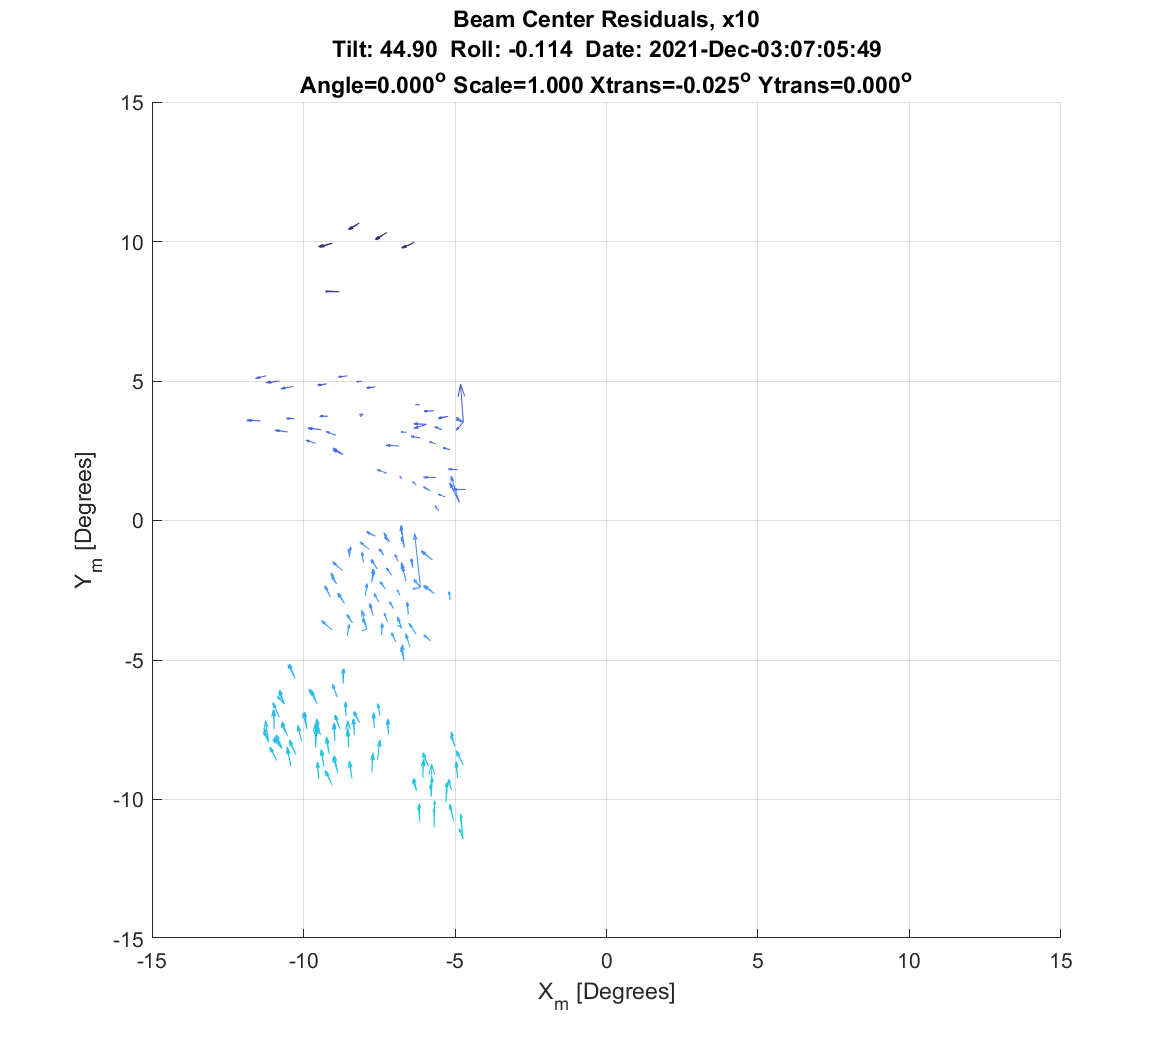 Beam Center Residuals, x10
Tilt: 44.90 Roll: -0.114 Date: 2021-Dec-03:07:05:49
Angle=0.000° Scale=1.000 Xtrans=-0.025° Ytrans=0.000°
15
10
5
0
-5
-10
-15
Y_m [Degrees]
-15 -10 -5 0 5 10 15
X_m [Degrees]